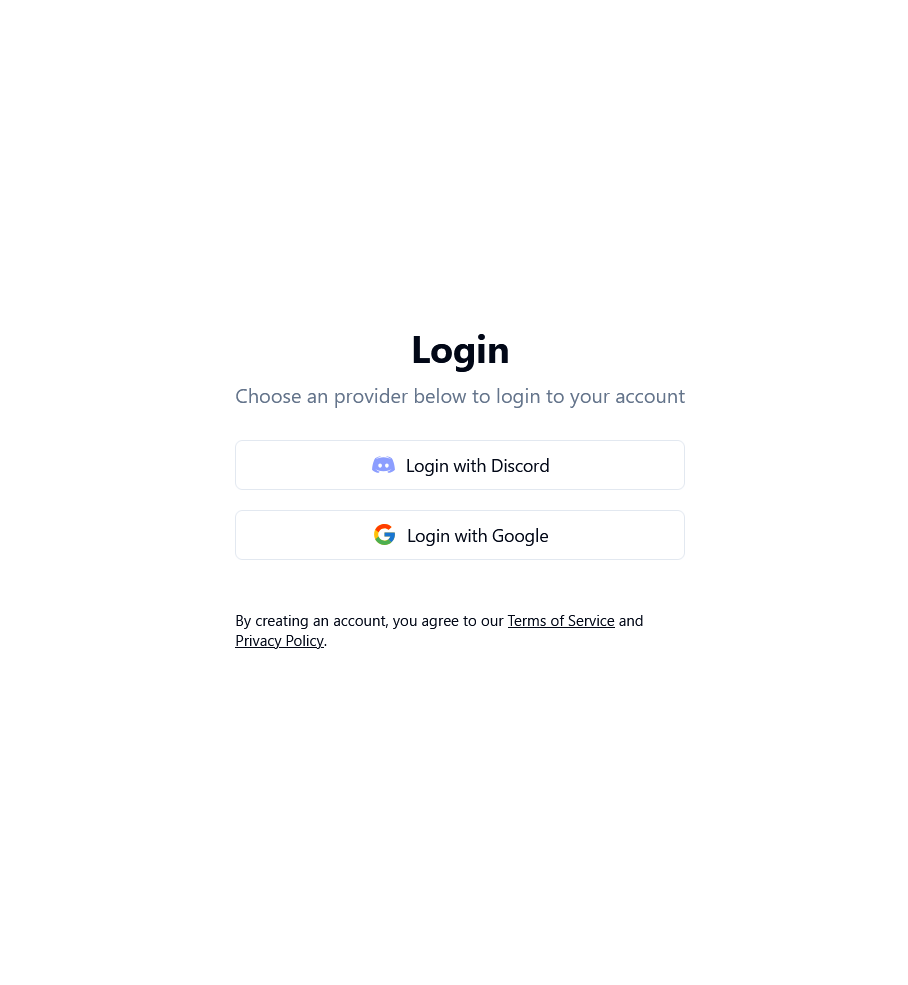 Login
Choose an provider below to login to your account
Login with Discord
Login with Google
By creating an account, you agree to our Terms of Service and
Privacy Policy.